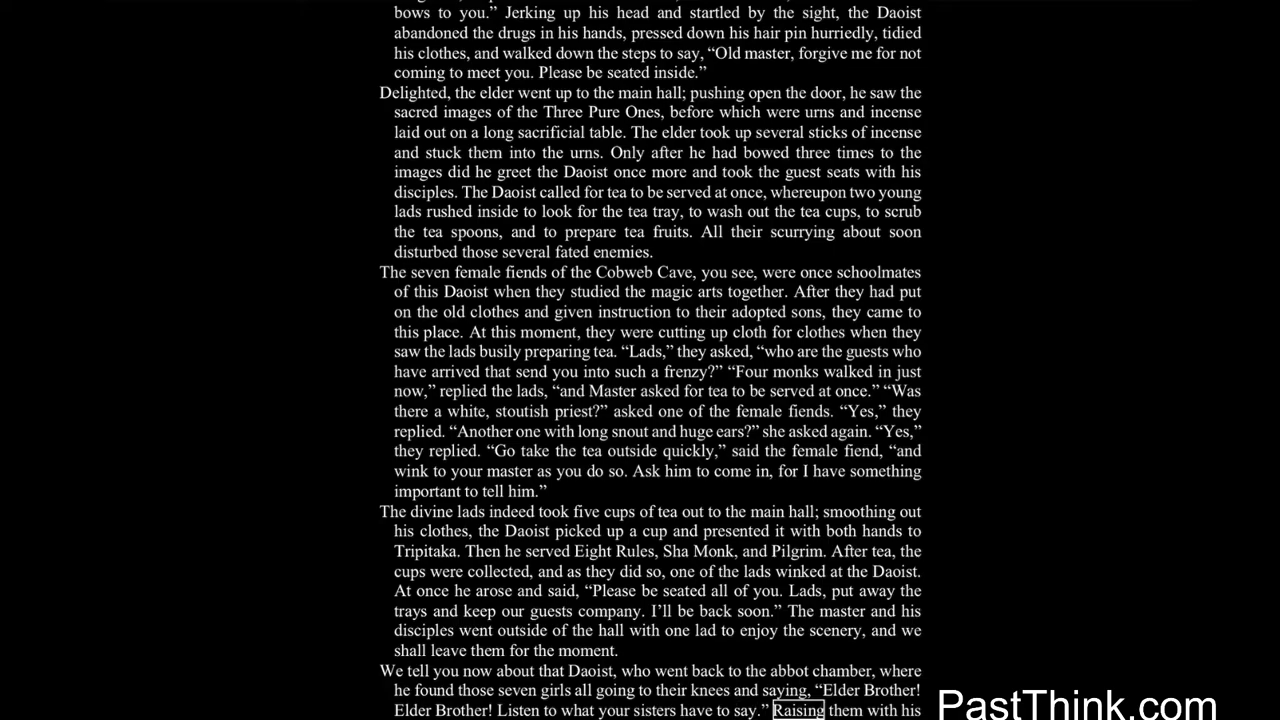 bows to you.” Jerking up his head and startled by the sight, the Daoist
abandoned the drugs in his hands, pressed down his hair pin hurriedly, tidied
his clothes, and walked down the steps to say, “Old master, forgive me for not
coming to meet you. Please be seated inside.”
Delighted, the elder went up to the main hall; pushing open the door, he saw the
sacred images of the Three Pure Ones, before which were urns and incense
laid out on a long sacrificial table. The elder took up several sticks of incense
and stuck them into the urns. Only after he had bowed three times to the
images did he greet the Daoist once more and took the guest seats with his
disciples. The Daoist called for tea to be served at once, whereupon two young
lads rushed inside to look for the tea tray, to wash out the tea cups, to scrub
the tea spoons, and to prepare tea fruits. All their scurrying about soon
disturbed those several fated enemies.
The seven female fiends of the Cobweb Cave, you see, were once schoolmates
of this Daoist when they studied the magic arts together. After they had put
on the old clothes and given instruction to their adopted sons, they came to
this place. At this moment, they were cutting up cloth for clothes when they
saw the lads busily preparing tea. “Lads,” they asked, “who are the guests who
have arrived that send you into such a frenzy?” “Four monks walked in just
now,” replied the lads, “and Master asked for tea to be served at once.” “Was
there a white, stoutish priest?” asked one of the female fiends. “Yes,” they
replied. “Another one with long snout and huge ears?” she asked again. “Yes,”
they replied. “Go take the tea outside quickly,” said the female fiend, “and
wink to your master as you do so. Ask him to come in, for I have something
important to tell him.”
The divine lads indeed took five cups of tea out to the main hall; smoothing out
his clothes, the Daoist picked up a cup and presented it with both hands to
Tripitaka. Then he served Eight Rules, Sha Monk, and Pilgrim. After tea, the
cups were collected, and as they did so, one of the lads winked at the Daoist.
At once he arose and said, “Please be seated all of you. Lads, put away the
trays and keep our guests company. I’ll be back soon.” The master and his
disciples went outside of the hall with one lad to enjoy the scenery, and we
shall leave them for the moment.
We tell you now about that Daoist, who went back to the abbot chamber, where
he found those seven girls all going to their knees and saying, “Elder Brother!
Elder Brother! Listen to what your sisters have to say.” Raising them with his
PastThink.com